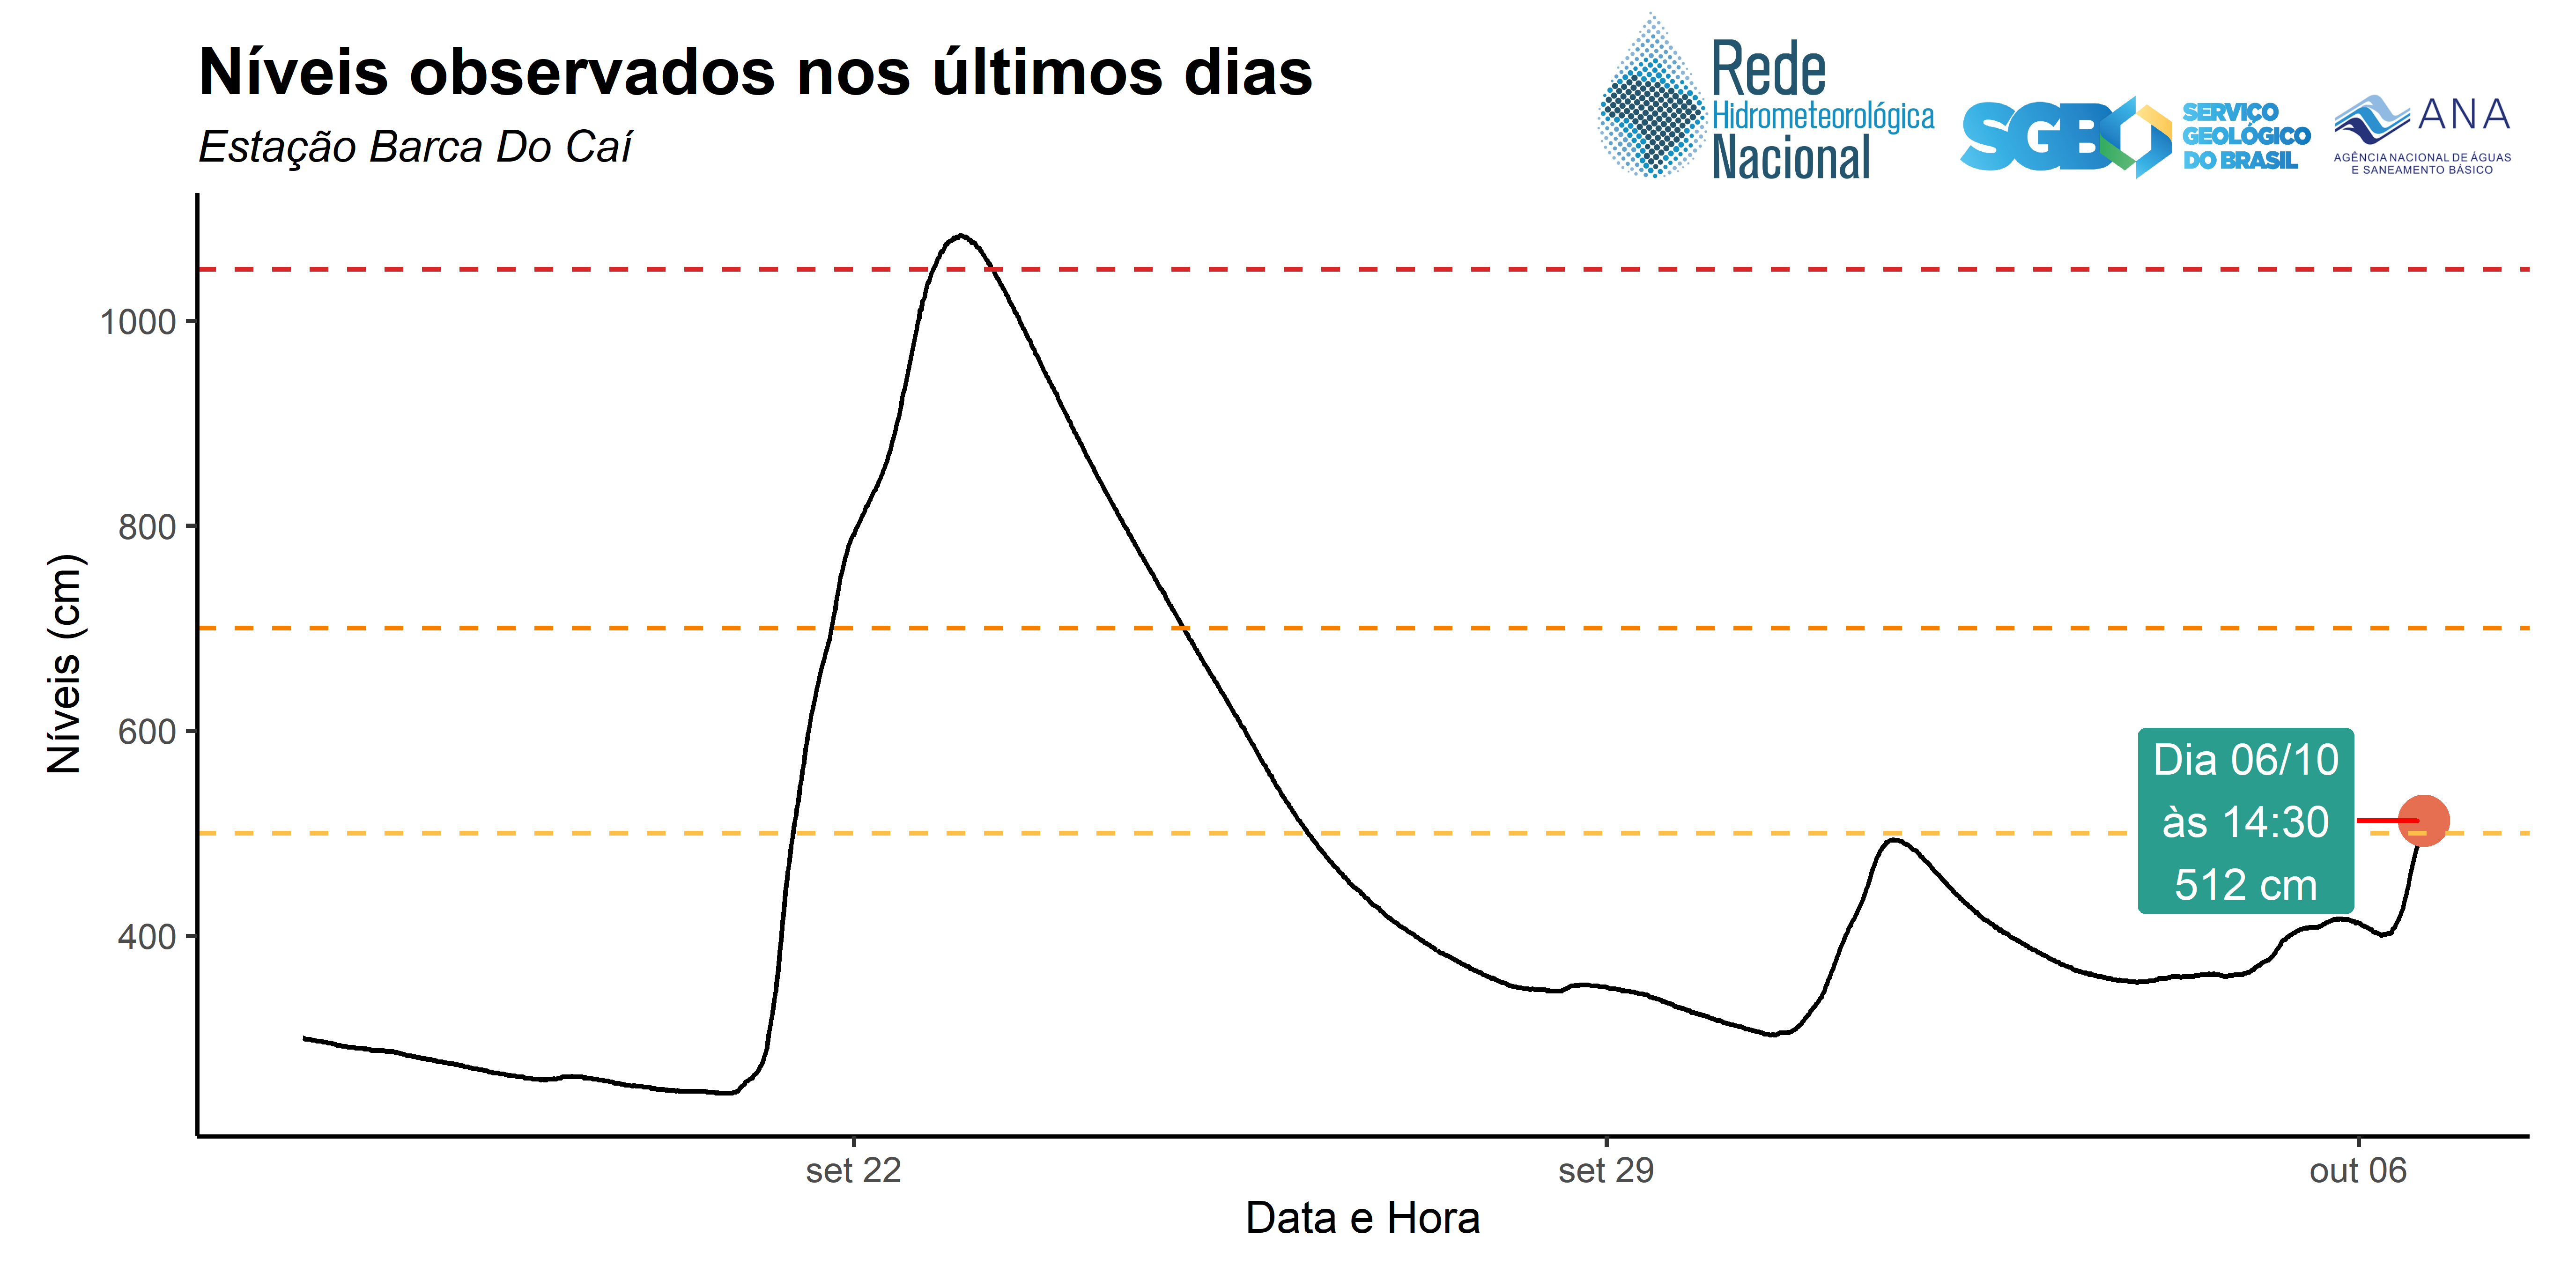 Níveis observados nos últimos dias
Estação Barca Do Caí
Rede
Hidrometeorológica
Nacional
SGB
SERVIÇO
GEOLÓGICO
DO BRASIL
ANA
AGÊNCIA NACIONAL DE ÁGUAS
E SANEAMENTO BÁSICO
Níveis (cm)
1000
800
600
400
Dia 06/10
às 14:30
512 cm
set 22
set 29
out 06
Data e Hora